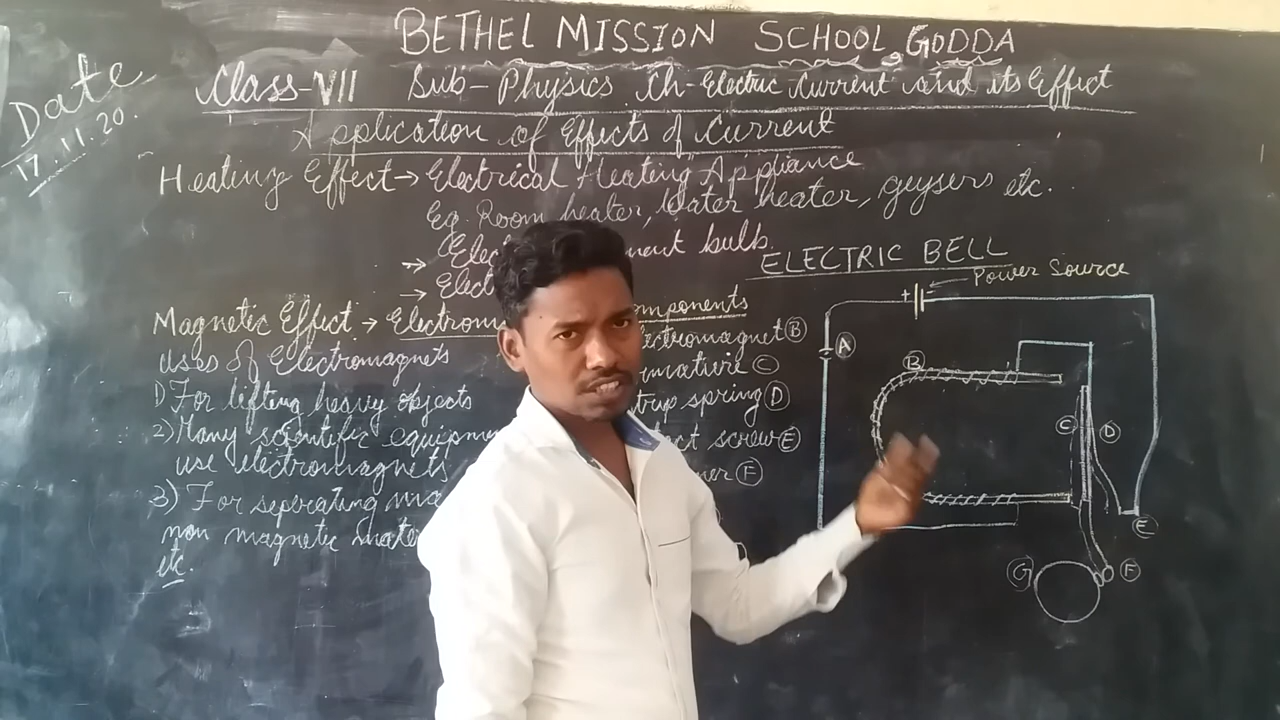 BETHEL MISSION SCHOOL, GODDA
Date
17.11.20.
Class-VII Sub-Physics Ch-Electric Current and its Effect
Application of Effects of Current
Heating Effect → Electrical Heating Appliance
Eg. Room heater, Water heater, geysers etc.
→ bulb.
→
ELECTRIC BELL
+ - ← Power Source
Magnetic Effect →
uses of Electromagnets
1) For lifting heavy objects
2) Many scientific
use electromagnets
3) For seperating
non magnetic
etc.
B
C
spring D
screw E
F
A
B
C
D
E
F
G